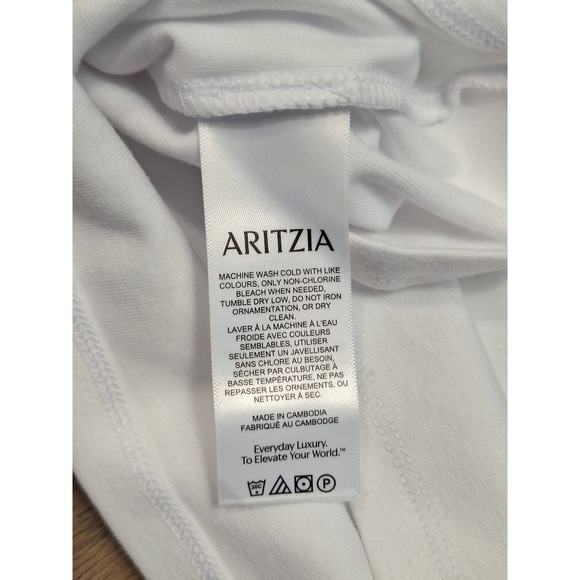 ARITZIA
MACHINE WASH COLD WITH LIKE
COLOURS, ONLY NON-CHLORINE
BLEACH WHEN NEEDED,
TUMBLE DRY LOW, DO NOT IRON
ORNAMENTATION, OR DRY
CLEAN.
LAVER À LA MACHINE À L'EAU
FROIDE AVEC COULEURS
SEMBLABLES, UTILISER
SEULEMENT UN JAVELLISANT
SANS CHLORE AU BESOIN,
SÉCHER PAR CULBUTAGE À
BASSE TEMPÉRATURE, NE PAS
REPASSER LES ORNEMENTS, OU
NETTOYER À SEC.
MADE IN CAMBODIA
FABRIQUÉ AU CAMBODGE
Everyday Luxury.
To Elevate Your World.™
30C P